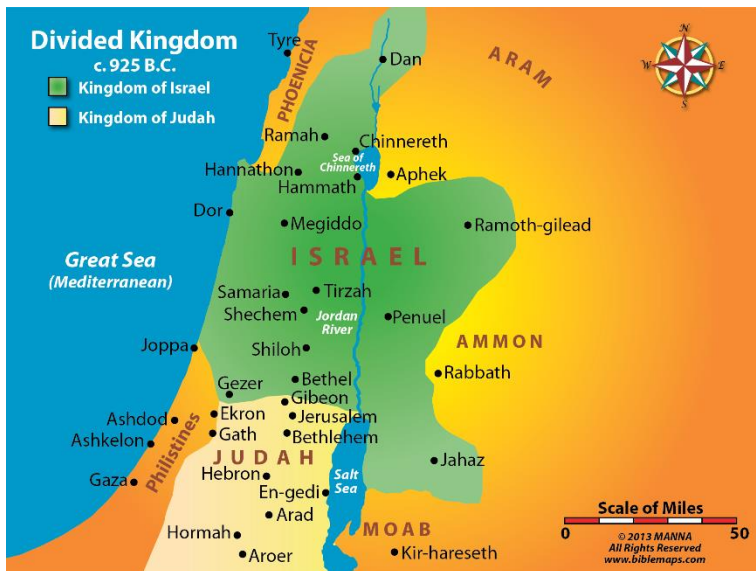 Divided Kingdom
c. 925 B.C.
Kingdom of Israel
Kingdom of Judah
N
W
E
S
Tyre
PHOENICIA
Dan
ARAM
Ramah
Chinnereth
Sea of
Chinnereth
Hannathon
Hammath
Aphek
Dor
Megiddo
Ramoth-gilead
Great Sea
(Mediterranean)
ISRAEL
Samaria
Tirzah
Shechem
Jordan
River
Penuel
Joppa
Shiloh
AMMON
Bethel
Rabbath
Gezer
Gibeon
Ekron
Jerusalem
Ashdod
Gath
Bethlehem
Ashkelon
Philistines
JUDAH
Jahaz
Hebron
Salt
Sea
Gaza
En-gedi
Arad
Hormah
MOAB
Aroer
Kir-hareseth
Scale of Miles
0
50
© 2013 MANNA
All Rights Reserved
www.biblemaps.com